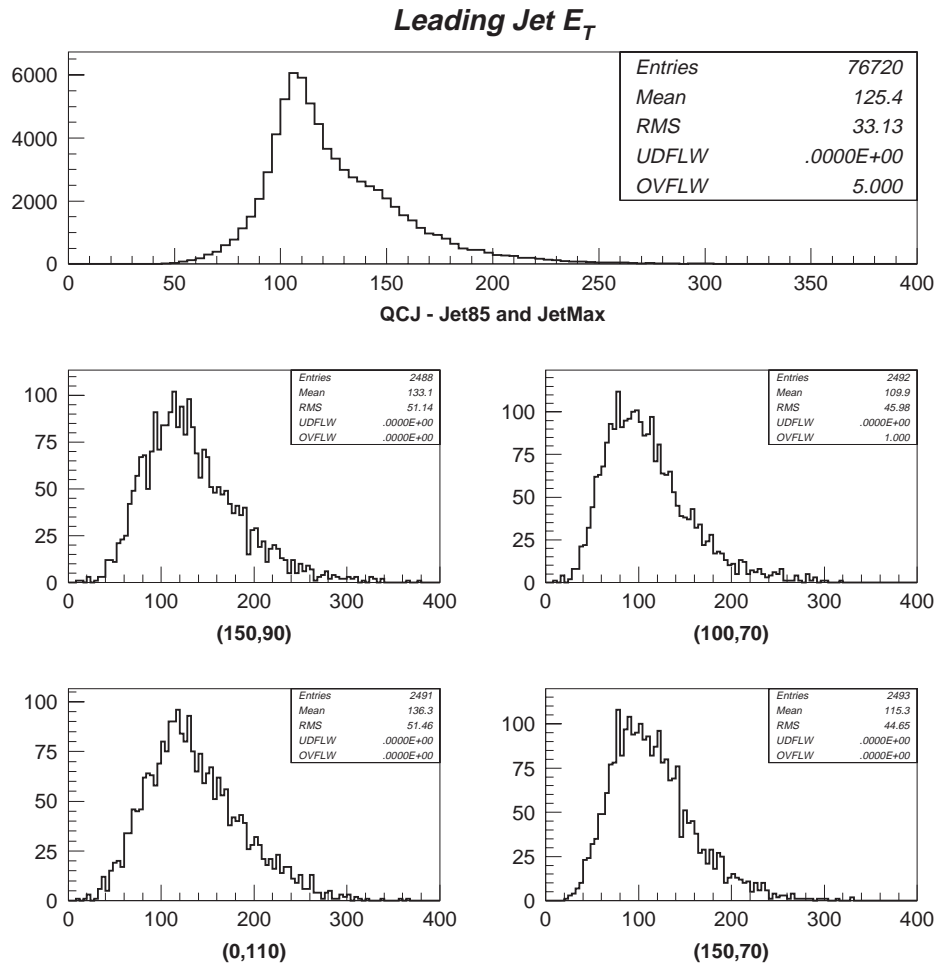 Leading Jet E_T
Entries 76720
Mean 125.4
RMS 33.13
UDFLW .0000E+00
OVFLW 5.000
6000
4000
2000
0
0 50 100 150 200 250 300 350 400
QCJ - Jet85 and JetMax
Entries 2488
Mean 133.1
RMS 51.14
UDFLW .0000E+00
OVFLW .0000E+00
100
75
50
25
0
0 100 200 300 400
(150,90)
Entries 2492
Mean 109.9
RMS 45.98
UDFLW .0000E+00
OVFLW 1.000
100
75
50
25
0
0 100 200 300 400
(100,70)
Entries 2491
Mean 136.3
RMS 51.46
UDFLW .0000E+00
OVFLW .0000E+00
100
75
50
25
0
0 100 200 300 400
(0,110)
Entries 2493
Mean 115.3
RMS 44.65
UDFLW .0000E+00
OVFLW .0000E+00
100
75
50
25
0
0 100 200 300 400
(150,70)